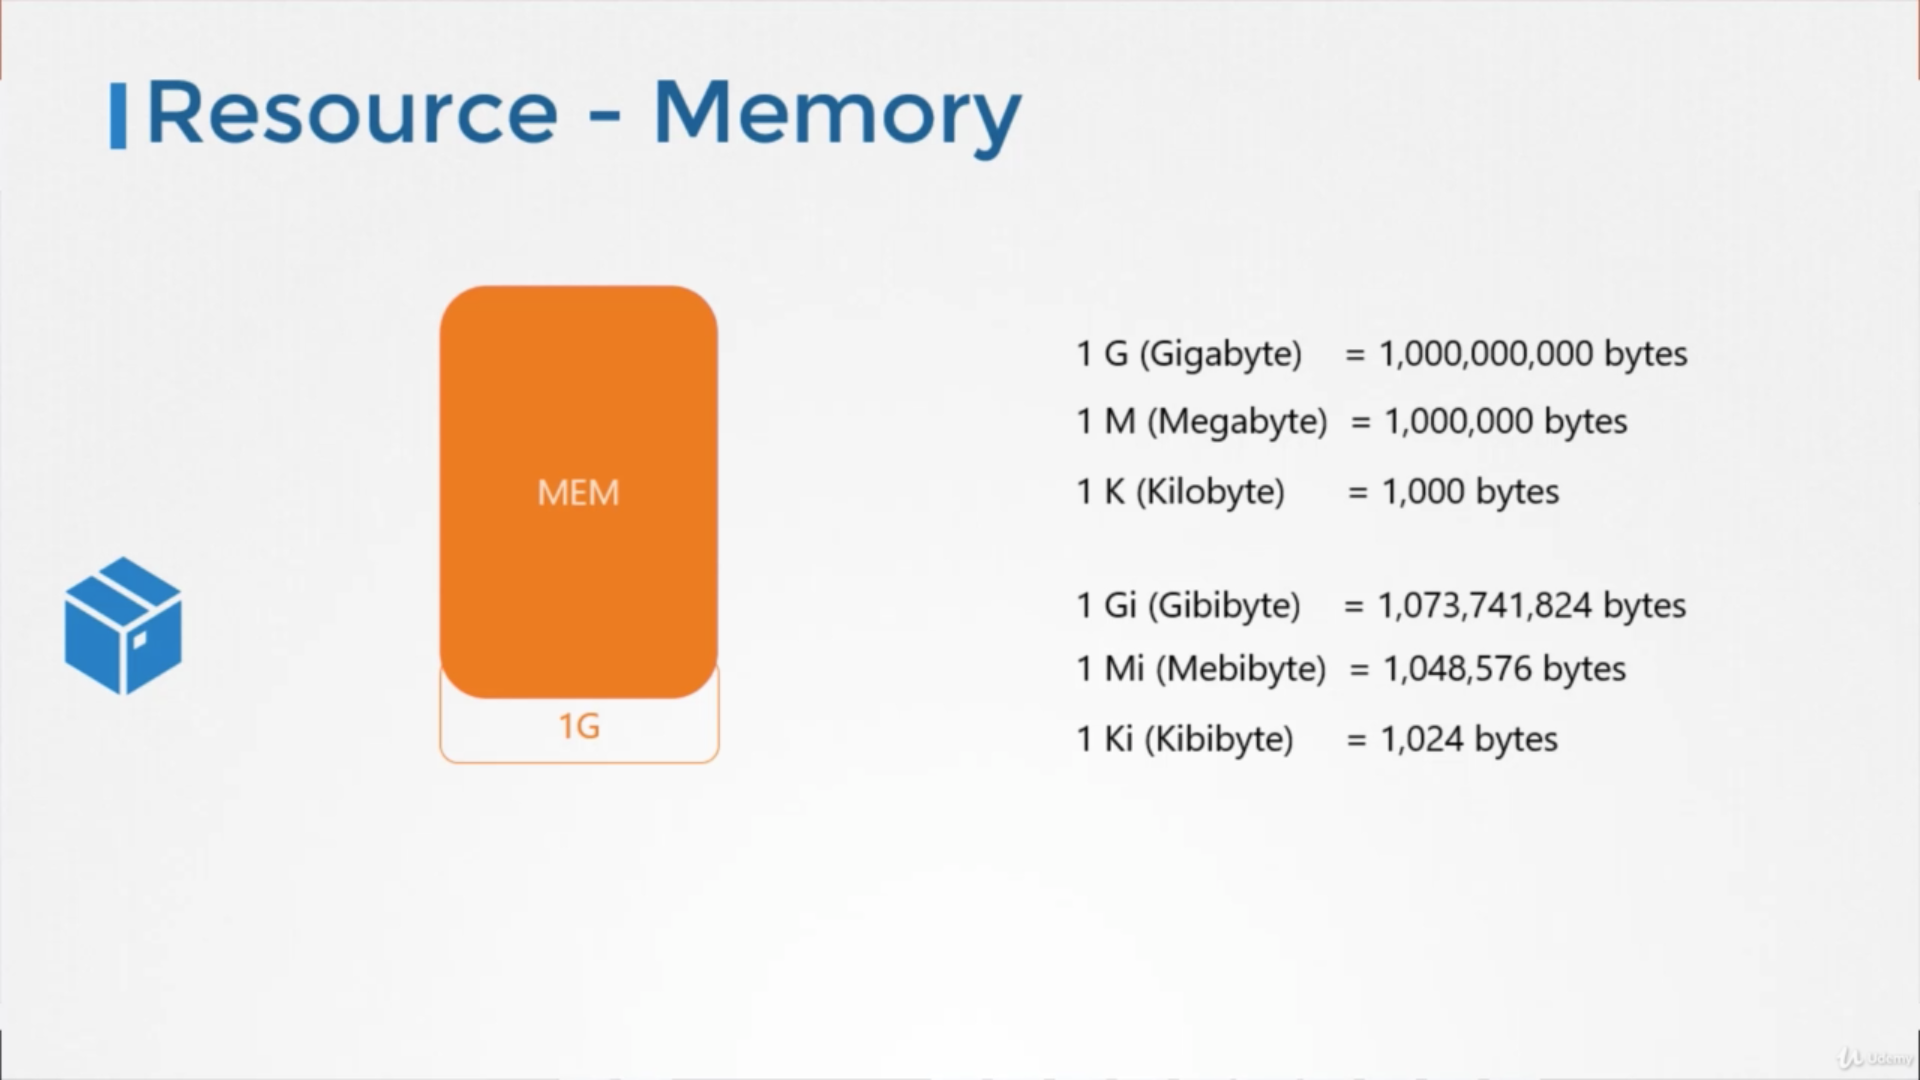 Resource - Memory
MEM
1G
1 G (Gigabyte) = 1,000,000,000 bytes
1 M (Megabyte) = 1,000,000 bytes
1 K (Kilobyte) = 1,000 bytes
1 Gi (Gibibyte) = 1,073,741,824 bytes
1 Mi (Mebibyte) = 1,048,576 bytes
1 Ki (Kibibyte) = 1,024 bytes
Udemy